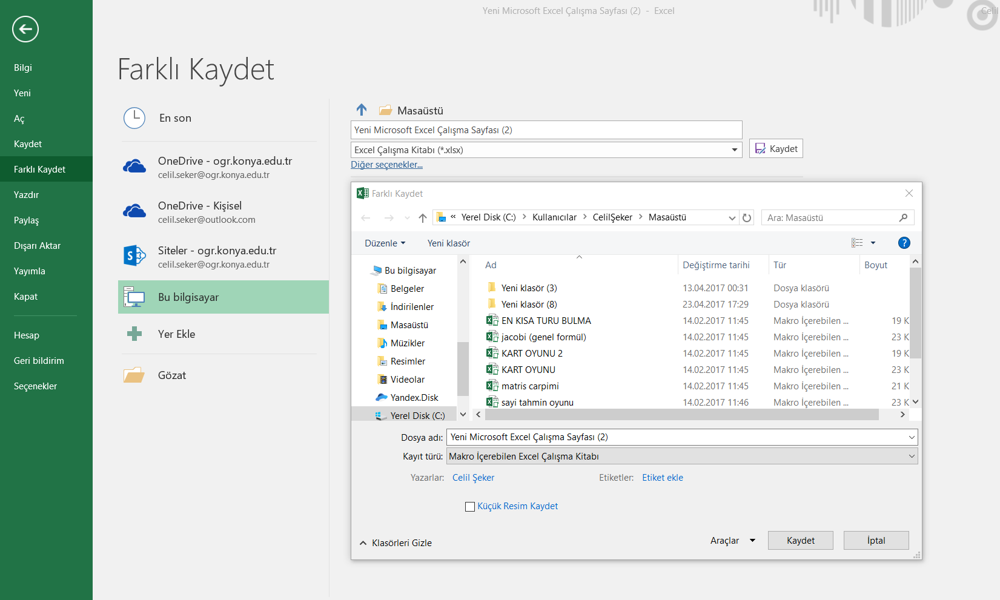 Yeni Microsoft Excel Çalışma Sayfası (2) - Excel
Celil
Bilgi
Yeni
Aç
Kaydet
Farklı Kaydet
Yazdır
Paylaş
Dışarı Aktar
Yayımla
Kapat
Hesap
Geri bildirim
Seçenekler
Farklı Kaydet
En son
OneDrive - ogr.konya.edu.tr
celil.seker@ogr.konya.edu.tr
OneDrive - Kişisel
celil.seker@outlook.com
Siteler - ogr.konya.edu.tr
celil.seker@ogr.konya.edu.tr
Bu bilgisayar
Yer Ekle
Gözat
Masaüstü
Yeni Microsoft Excel Çalışma Sayfası (2)
Excel Çalışma Kitabı (*.xlsx)
Kaydet
Diğer seçenekler...
Farklı Kaydet
« Yerel Disk (C:) > Kullanıcılar > CelilŞeker > Masaüstü
Ara: Masaüstü
Düzenle
Yeni klasör
Bu bilgisayar
Belgeler
İndirilenler
Masaüstü
Müzikler
Resimler
Videolar
Yandex.Disk
Yerel Disk (C:)
Ad Değiştirme tarihi Tür Boyut
Yeni klasör (3) 13.04.2017 00:31 Dosya klasörü
Yeni klasör (8) 23.04.2017 17:29 Dosya klasörü
EN KISA TURU BULMA 14.02.2017 11:45 Makro İçerebilen ... 19 K
jacobi (genel formül) 14.02.2017 11:45 Makro İçerebilen ... 23 K
KART OYUNU 2 14.02.2017 11:45 Makro İçerebilen ... 19 K
KART OYUNU 14.02.2017 11:45 Makro İçerebilen ... 23 K
matris carpimi 14.02.2017 11:45 Makro İçerebilen ... 21 K
sayi tahmin oyunu 14.02.2017 11:46 Makro İçerebilen ... 23 K
Dosya adı: Yeni Microsoft Excel Çalışma Sayfası (2)
Kayıt türü: Makro İçerebilen Excel Çalışma Kitabı
Yazarlar: Celil Şeker
Etiketler: Etiket ekle
Küçük Resim Kaydet
Klasörleri Gizle
Araçlar
Kaydet
İptal